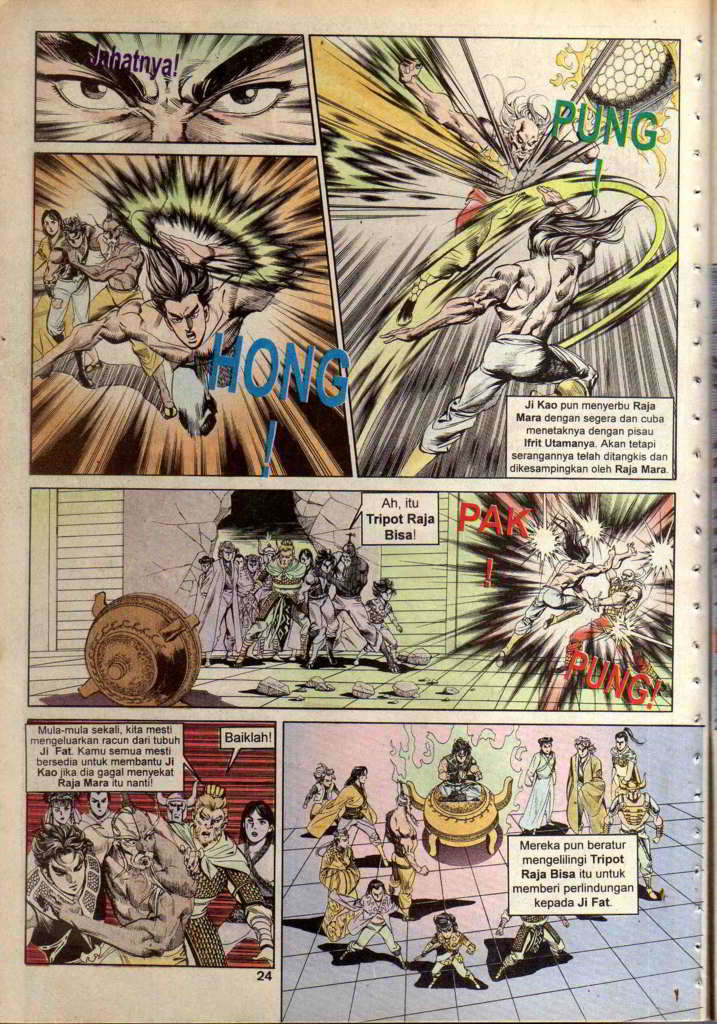 Jahatnya!
PUNG
!
HONG
!
Ji Kao pun menyerbu Raja
Mara dengan segera dan cuba
menetaknya dengan pisau
Ifrit Utamanya. Akan tetapi
serangannya telah ditangkis dan
dikesampingkan oleh Raja Mara.
Ah, itu
Tripot Raja
Bisa!
PAK
!
PUNG!
Mula-mula sekali, kita mesti
mengeluarkan racun dari tubuh
Ji Fat. Kamu semua mesti
bersedia untuk membantu Ji
Kao jika dia gagal menyekat
Raja Mara itu nanti!
Baiklah!
Mereka pun beratur
mengelilingi Tripot
Raja Bisa itu untuk
memberi perlindungan
kepada Ji Fat.
24